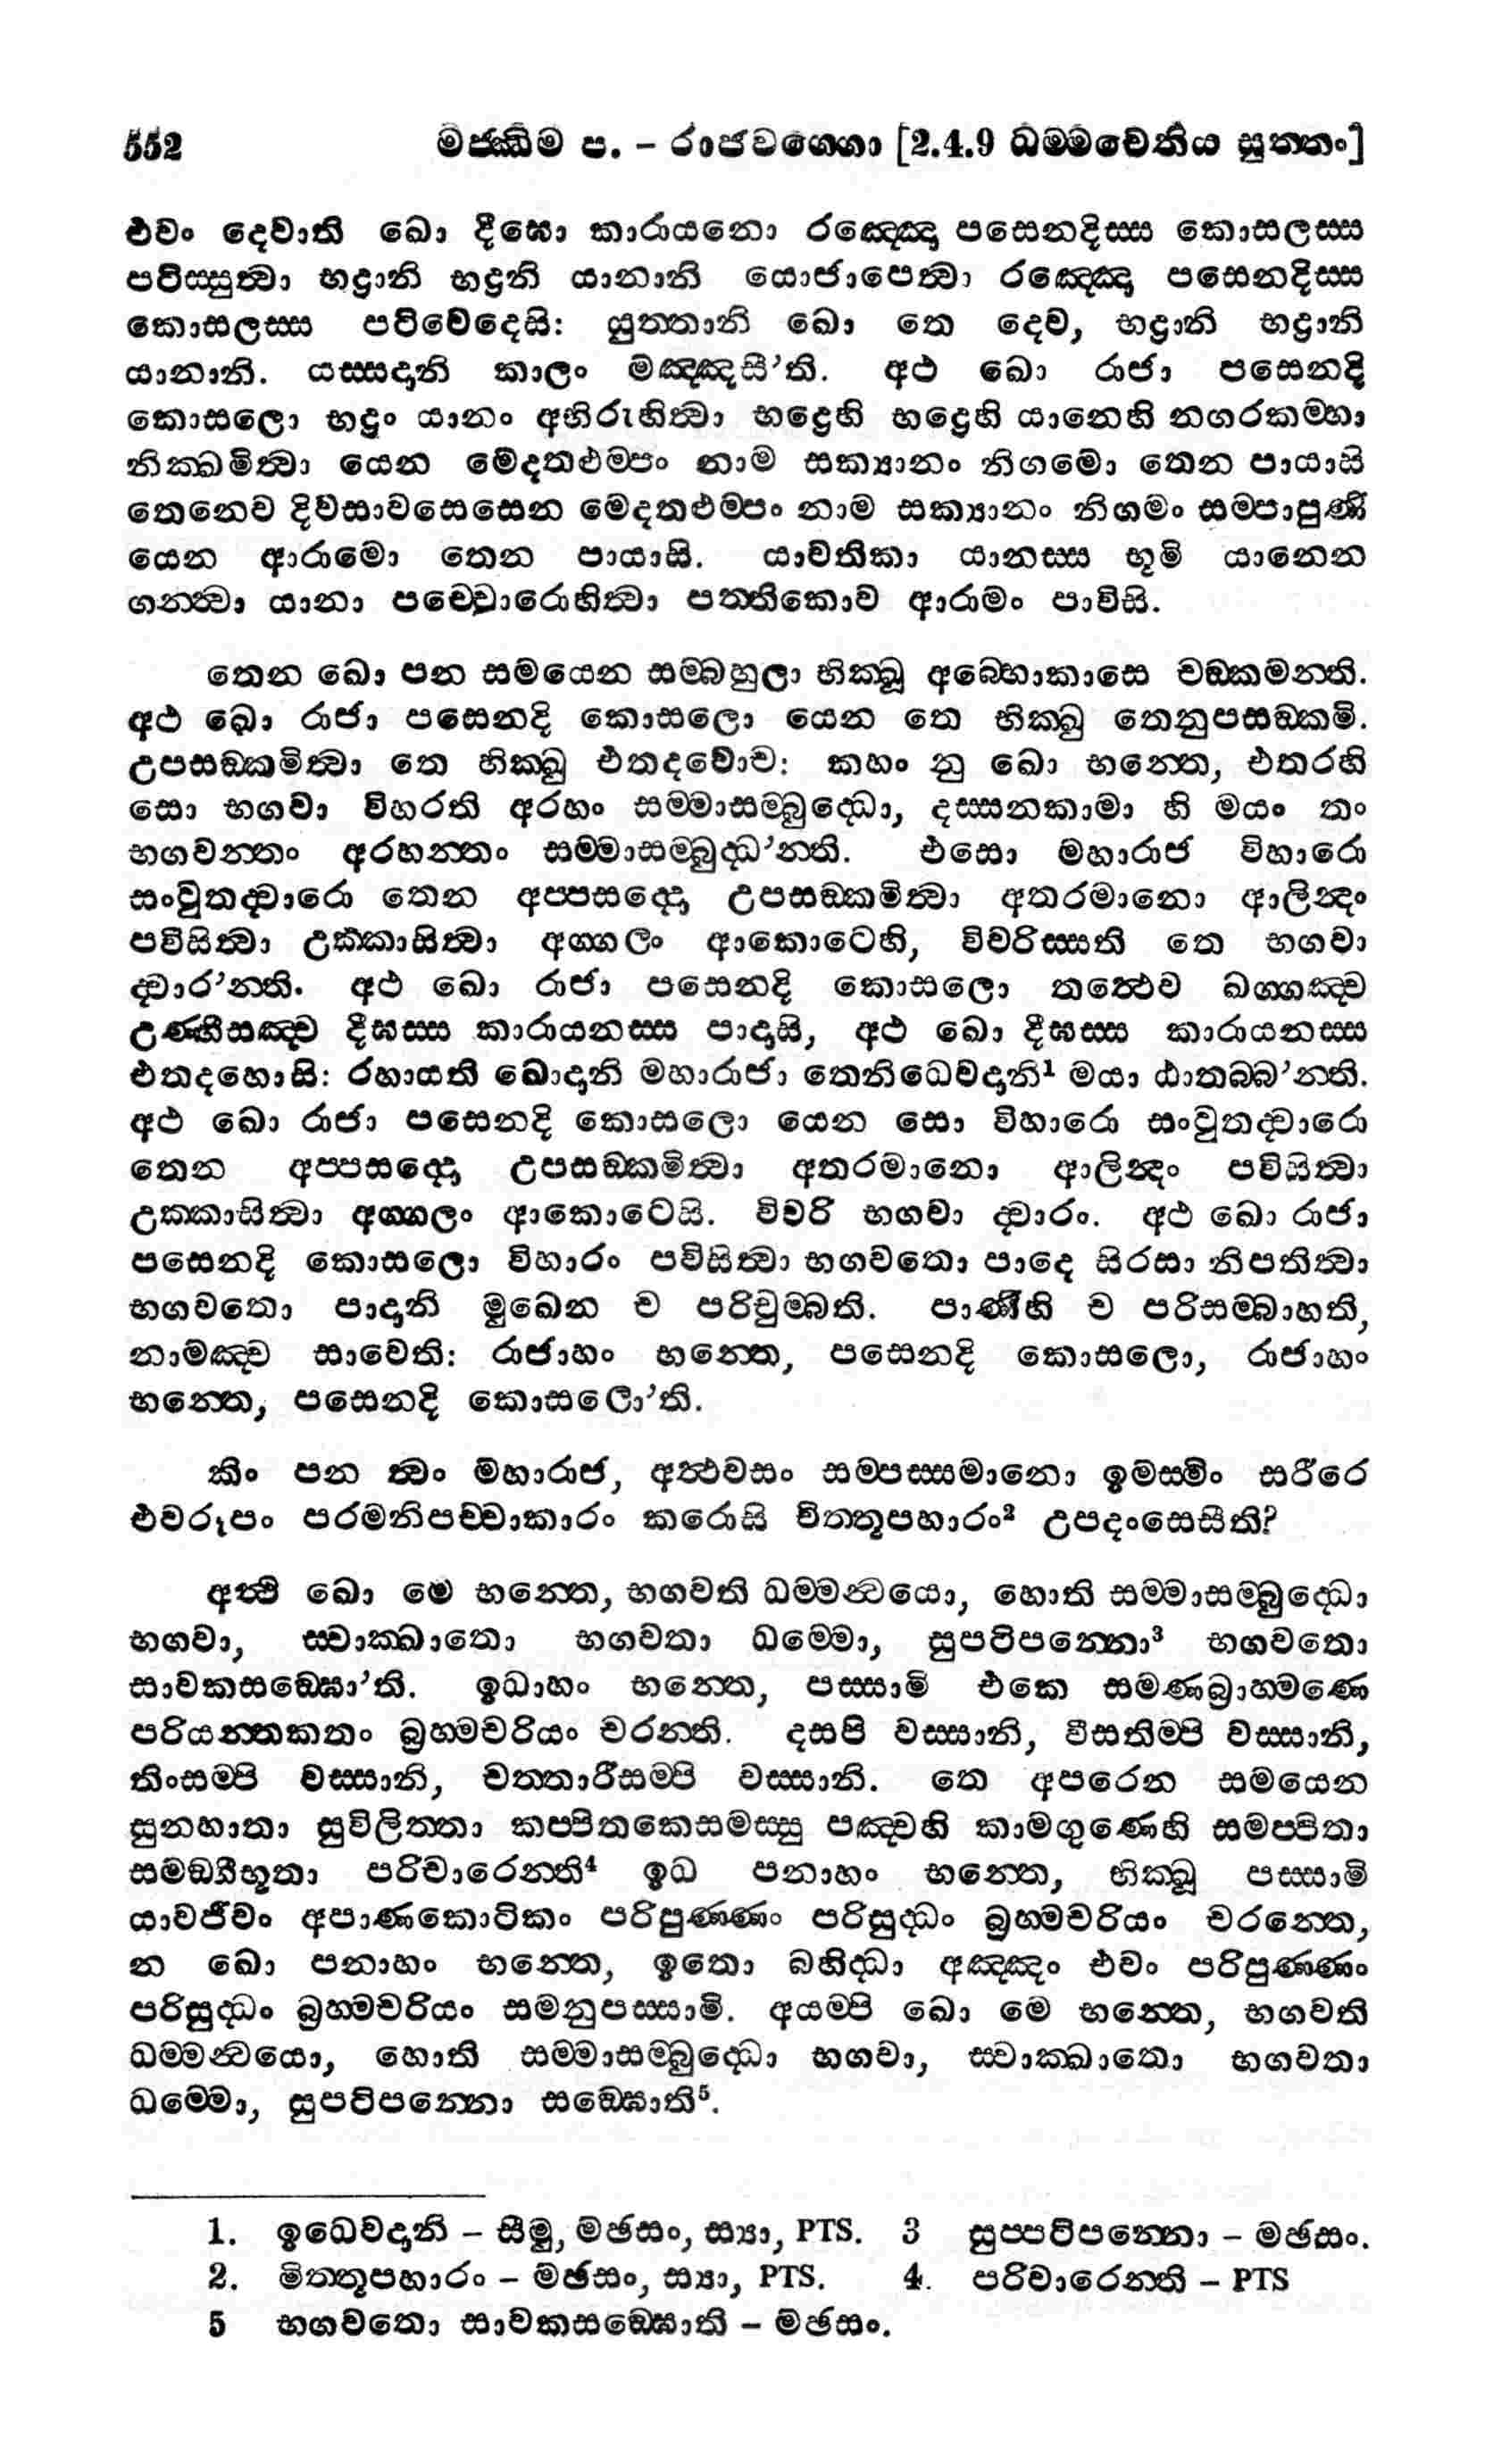 552 මජ්ඣිම ප. – රාජවග්ගො [2.4.9 ධම්මචෙතිය සුත්තං]
එවං දෙවාති ඛො දීඝො කාරායනො රඤ්ඤො පසෙනදිස්ස කොසලස්ස
පටිස්සුත්වා භද්‍රානි භද්‍රනි යානානි යොජාපෙත්වා රඤ්ඤො පසෙනදිස්ස
කොසලස්ස පටිවෙදෙසි: යුත්තානි ඛො තෙ දෙව, භද්‍රානි භද්‍රානි
යානානි. යස්සදානි කාලං මඤ්ඤසී’ති. අථ ඛො රාජා පසෙනදි
කොසලො භද්‍රං යානං අභිරුහිත්වා භද්‍රෙහි භද්‍රෙහි යානෙහි නගරකම්හා
නික්ඛමිත්වා යෙන මෙදතළුම්පං නාම සක්‍යානං නිගමො තෙන පායාසි
තෙනෙව දිවසාවසෙසෙන මෙදතළුම්පං නාම සක්‍යානං නිගමං සම්පාපුණි
යෙන ආරාමො තෙන පායාසි. යාවතිකා යානස්ස භූමි යානෙන
ගන්ත්වා යානා පච්චොරොහිත්වා පත්තිකොව ආරාමං පාවිසි.
තෙන ඛො පන සමයෙන සම්බහුලා භික්ඛූ අබ්භොකාසෙ චඞ්කමන්ති.
අථ ඛො රාජා පසෙනදි කොසලො යෙන තෙ භික්ඛු තෙනුපසඞ්කමි.
උපසඞ්කමිත්වා තෙ භික්ඛු එතදවොච: කහං නු ඛො භන්තෙ, එතරහි
සො භගවා විහරති අරහං සම්මාසම්බුද්ධො, දස්සනකාමා හි මයං තං
භගවන්තං අරහන්තං සම්මාසම්බුද්ධ’න්ති. එසො මහාරාජ විහාරො
සංවුතද්වාරො තෙන අප්පසද්දො උපසඞ්කමිත්වා අතරමානො ආලින්‍දං
පවිසිත්වා උක්කාසිත්වා අග්ගලං ආකොටෙහි, විවරිස්සති තෙ භගවා
ද්වාර’න්ති. අථ ඛො රාජා පසෙනදි කොසලො තත්ථෙව ඛග්ගඤ්ච
උණ්හීසඤ්ච දීඝස්ස කාරායනස්ස පාදාසි, අථ ඛො දීඝස්ස කාරායනස්ස
එතදහොසි: රහායති ඛොදානි මහාරාජා තෙනිධෙවදානි¹ මයා ඨාතබ්බ’න්ති.
අථ ඛො රාජා පසෙනදි කොසලො යෙන සො විහාරො සංවුතද්වාරො
තෙන අප්පසද්දො උපසඞ්කමිත්වා අතරමානො ආලින්‍දං පවිසිත්වා
උක්කාසිත්වා අග්ගලං ආකොටෙසි. විවරි භගවා ද්වාරං. අථ ඛො රාජා
පසෙනදි කොසලො විහාරං පවිසිත්වා භගවතො පාදෙ සිරසා නිපතිත්වා
භගවතො පාදානි මුඛෙන ච පරිචුම්බති. පාණීහි ච පරිසම්බාහති,
නාමඤ්ච සාවෙති: රාජාහං භන්තෙ, පසෙනදි කොසලො, රාජාහං
භන්තෙ, පසෙනදි කොසලො’ති.
කිං පන ත්වං මහාරාජ, අත්ථවසං සම්පස්සමානො ඉමස්මිං සරීරෙ
එවරූපං පරමනිපච්චාකාරං කරොසි චිත්තූපහාරං² උපදංසෙසීති?
අත්ථි ඛො මෙ භන්තෙ, භගවති ධම්මන්වයො, හොති සම්මාසම්බුද්ධො
භගවා, ස්වාක්ඛාතො භගවතා ධම්මො, සුපටිපන්නො³ භගවතො
සාවකසඞ්ඝො’ති. ඉධාහං භන්තෙ, පස්සාමි එකෙ සමණබ්‍රාහ්මණෙ
පරියන්තකතං බ්‍රහ්මචරියං චරන්ති. දසපි වස්සානි, වීසතිම්පි වස්සානි,
තිංසම්පි වස්සානි, චත්තාරීසම්පි වස්සානි. තෙ අපරෙන සමයෙන
සුනහාතා සුවිලිත්තා කප්පිතකෙසමස්සු පඤ්චහි කාමගුණෙහි සමප්පිතා
සමඞ්ගීභූතා පරිචාරෙන්ති⁴ ඉධ පනාහං භන්තෙ, භික්ඛූ පස්සාමි
යාවජීවං අපාණකොටිකං පරිපුණ්ණං පරිසුද්ධං බ්‍රහ්මචරියං චරන්තෙ,
න ඛො පනාහං භන්තෙ, ඉතො බහිද්ධා අඤ්ඤං එවං පරිපුණ්ණං
පරිසුද්ධං බ්‍රහ්මචරියං සමනුපස්සාමි. අයම්පි ඛො මෙ භන්තෙ, භගවති
ධම්මන්වයො, හොති සම්මාසම්බුද්ධො භගවා, ස්වාක්ඛාතො භගවතා
ධම්මො, සුපටිපන්නො සඞ්ඝොති⁵.
1. ඉධෙවදානි – සීමු, මඡසං, ස්‍යා, PTS. 3 සුප්පටිපන්නො – මඡසං.
2. මිත්තූපහාරං – මඡසං, ස්‍යා, PTS. 4. පරිචාරෙන්ති – PTS
5 භගවතො සාවකසඞ්ඝොති – මඡසං.